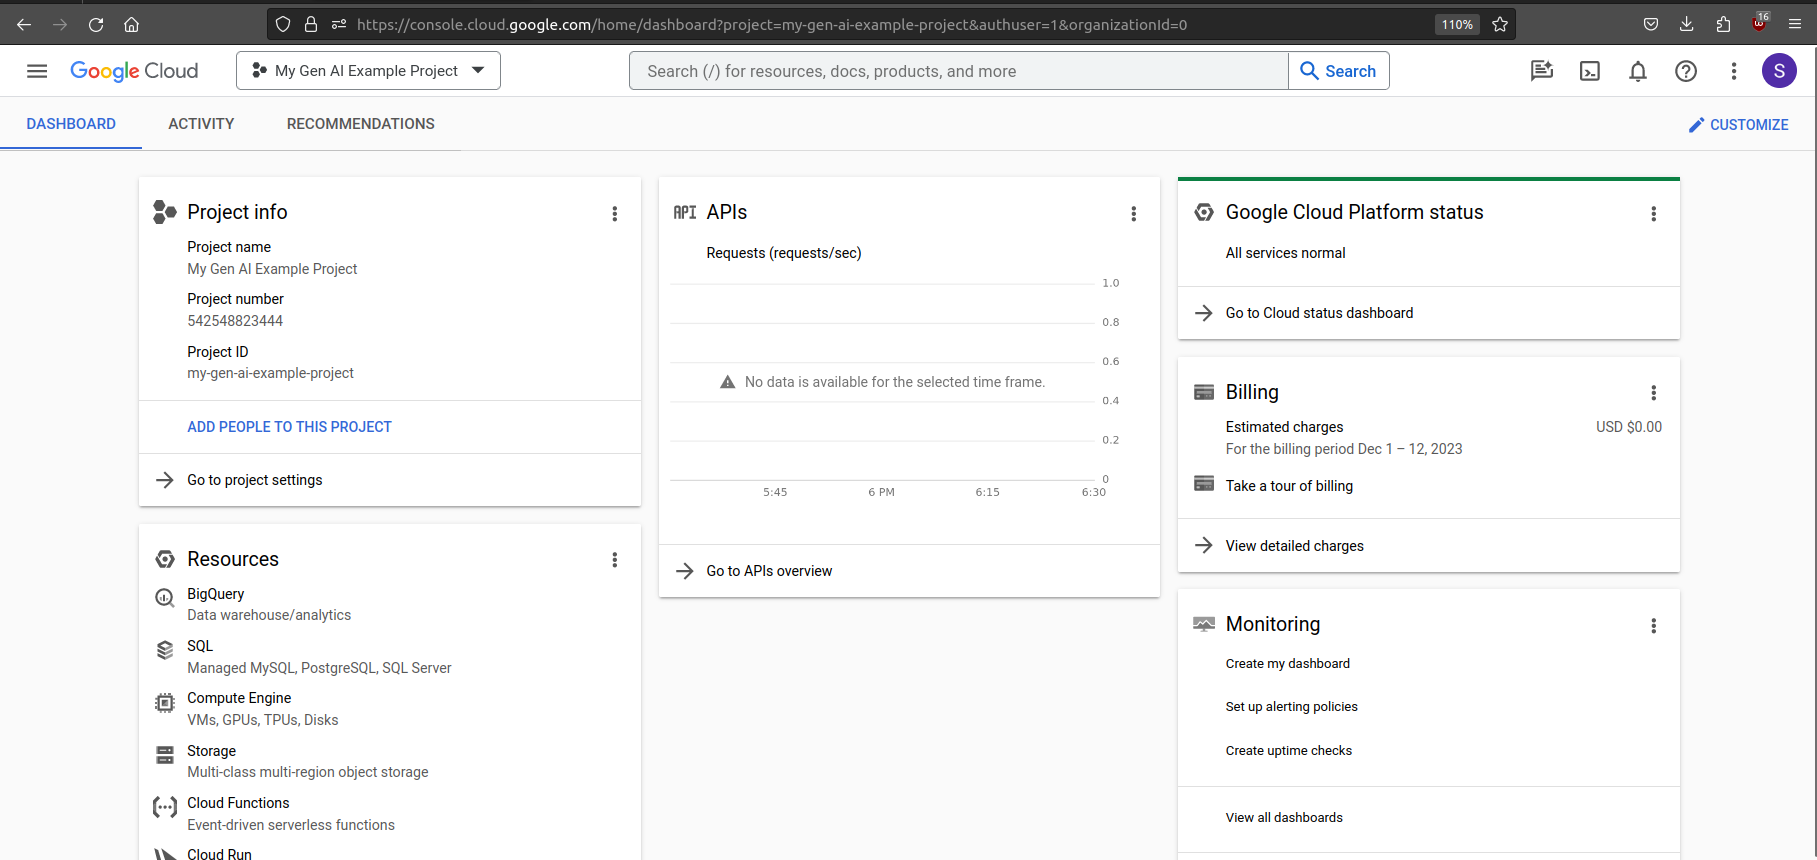 https://console.cloud.google.com/home/dashboard?project=my-gen-ai-example-project&authuser=1&organizationId=0
110%
16
Google Cloud
My Gen AI Example Project
Search (/) for resources, docs, products, and more
Search
S
DASHBOARD
ACTIVITY
RECOMMENDATIONS
CUSTOMIZE
Project info
Project name
My Gen AI Example Project
Project number
542548823444
Project ID
my-gen-ai-example-project
ADD PEOPLE TO THIS PROJECT
Go to project settings
Resources
BigQuery
Data warehouse/analytics
SQL
Managed MySQL, PostgreSQL, SQL Server
Compute Engine
VMs, GPUs, TPUs, Disks
Storage
Multi-class multi-region object storage
Cloud Functions
Event-driven serverless functions
Cloud Run
API APIs
Requests (requests/sec)
1.0
0.8
0.6
No data is available for the selected time frame.
0.4
0.2
0
5:45
6 PM
6:15
6:30
Go to APIs overview
Google Cloud Platform status
All services normal
Go to Cloud status dashboard
Billing
Estimated charges
USD $0.00
For the billing period Dec 1 – 12, 2023
Take a tour of billing
View detailed charges
Monitoring
Create my dashboard
Set up alerting policies
Create uptime checks
View all dashboards